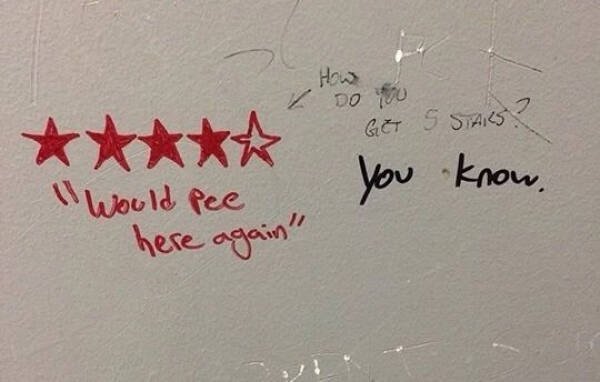 "Would Pee
here again"
HOW
DO YOU
GET 5 STARS?
You Know.